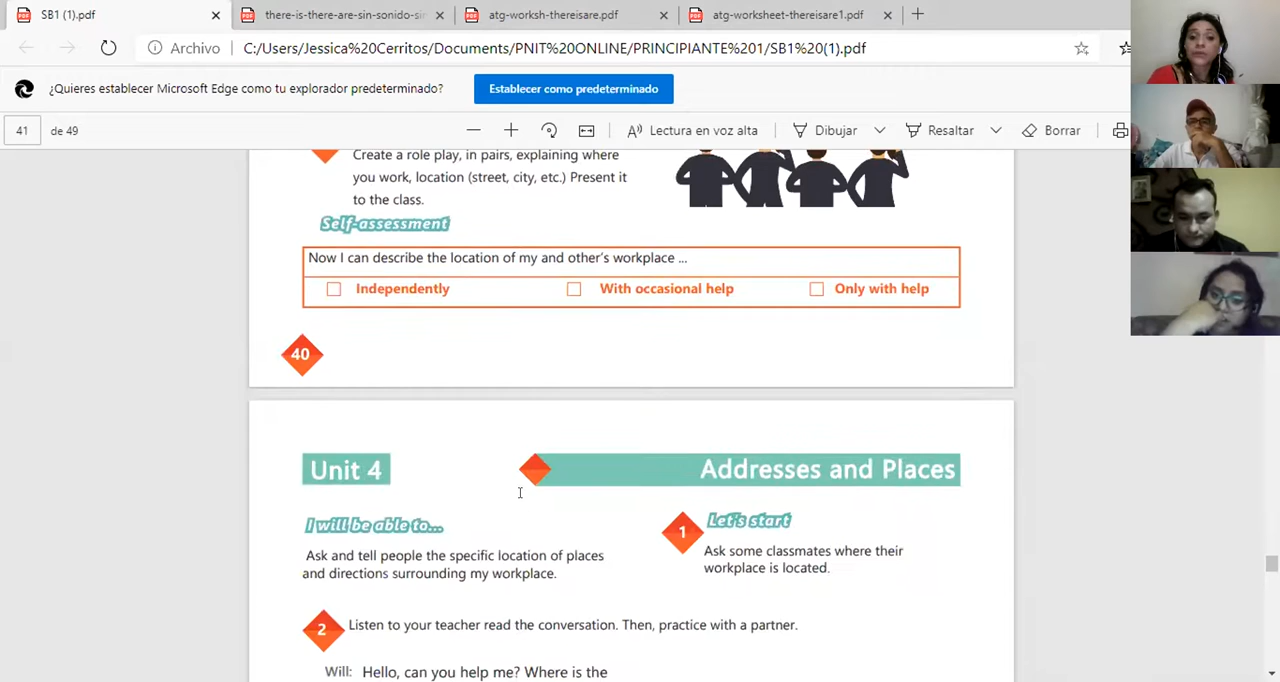 SB1 (1).pdf
there-is-there-are-sin-sonido-si
atg-worksh-thereisare.pdf
atg-worksheet-thereisare1.pdf
Archivo
C:/Users/Jessica%20Cerritos/Documents/PNIT%20ONLINE/PRINCIPIANTE%201/SB1%20(1).pdf
¿Quieres establecer Microsoft Edge como tu explorador predeterminado?
Establecer como predeterminado
41 de 49
Lectura en voz alta
Dibujar
Resaltar
Borrar
Create a role play, in pairs, explaining where
you work, location (street, city, etc.) Present it
to the class.
Self-assessment
Now I can describe the location of my and other's workplace ...
Independently
With occasional help
Only with help
40
Unit 4
Addresses and Places
I will be able to...
Ask and tell people the specific location of places
and directions surrounding my workplace.
1
Let's start
Ask some classmates where their
workplace is located.
2
Listen to your teacher read the conversation. Then, practice with a partner.
Will: Hello, can you help me? Where is the